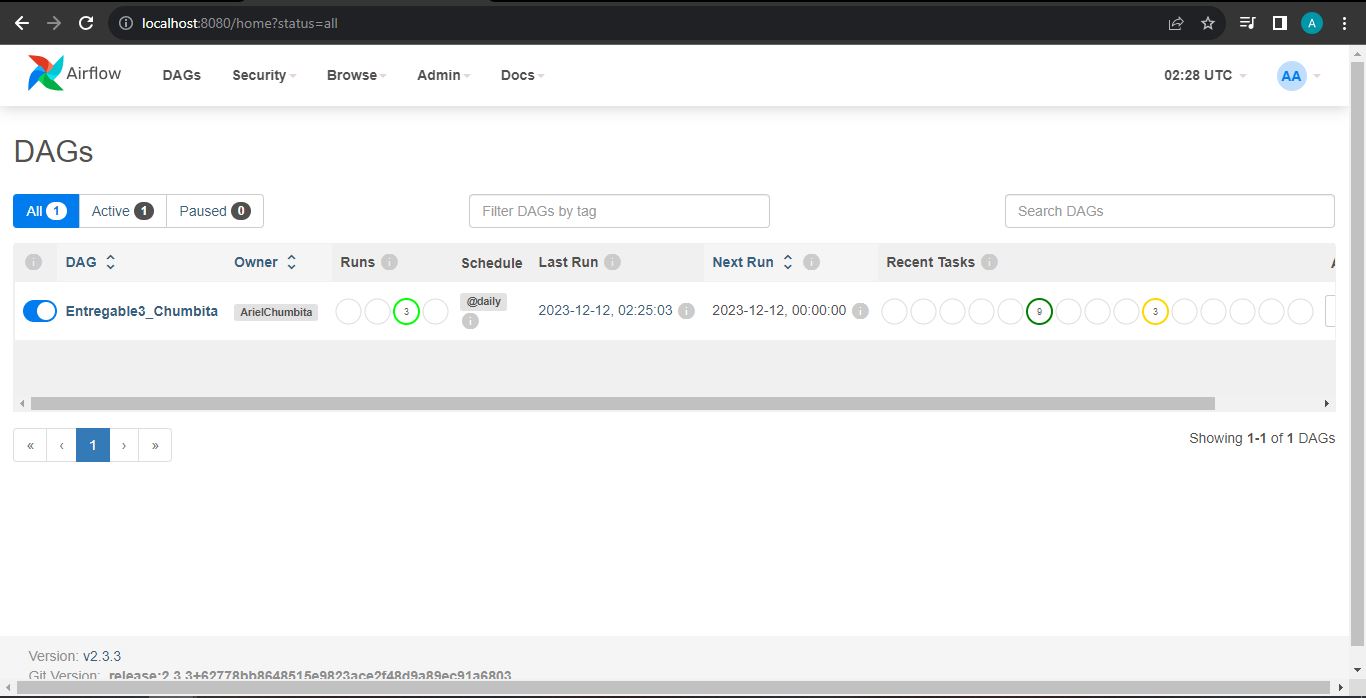 localhost:8080/home?status=all
A
Airflow DAGs Security Browse Admin Docs 02:28 UTC AA
DAGs
All 1 Active 1 Paused 0 Filter DAGs by tag Search DAGs
i DAG Owner Runs i Schedule Last Run i Next Run i Recent Tasks i
Entregable3_Chumbita ArielChumbita 3 @daily i 2023-12-12, 02:25:03 i 2023-12-12, 00:00:00 i 9 3
« ‹ 1 › »
Showing 1-1 of 1 DAGs
Version: v2.3.3
Git Version: .release:2.3.3+62778bb8648515e9823ace2f48d9a89ec91a6803